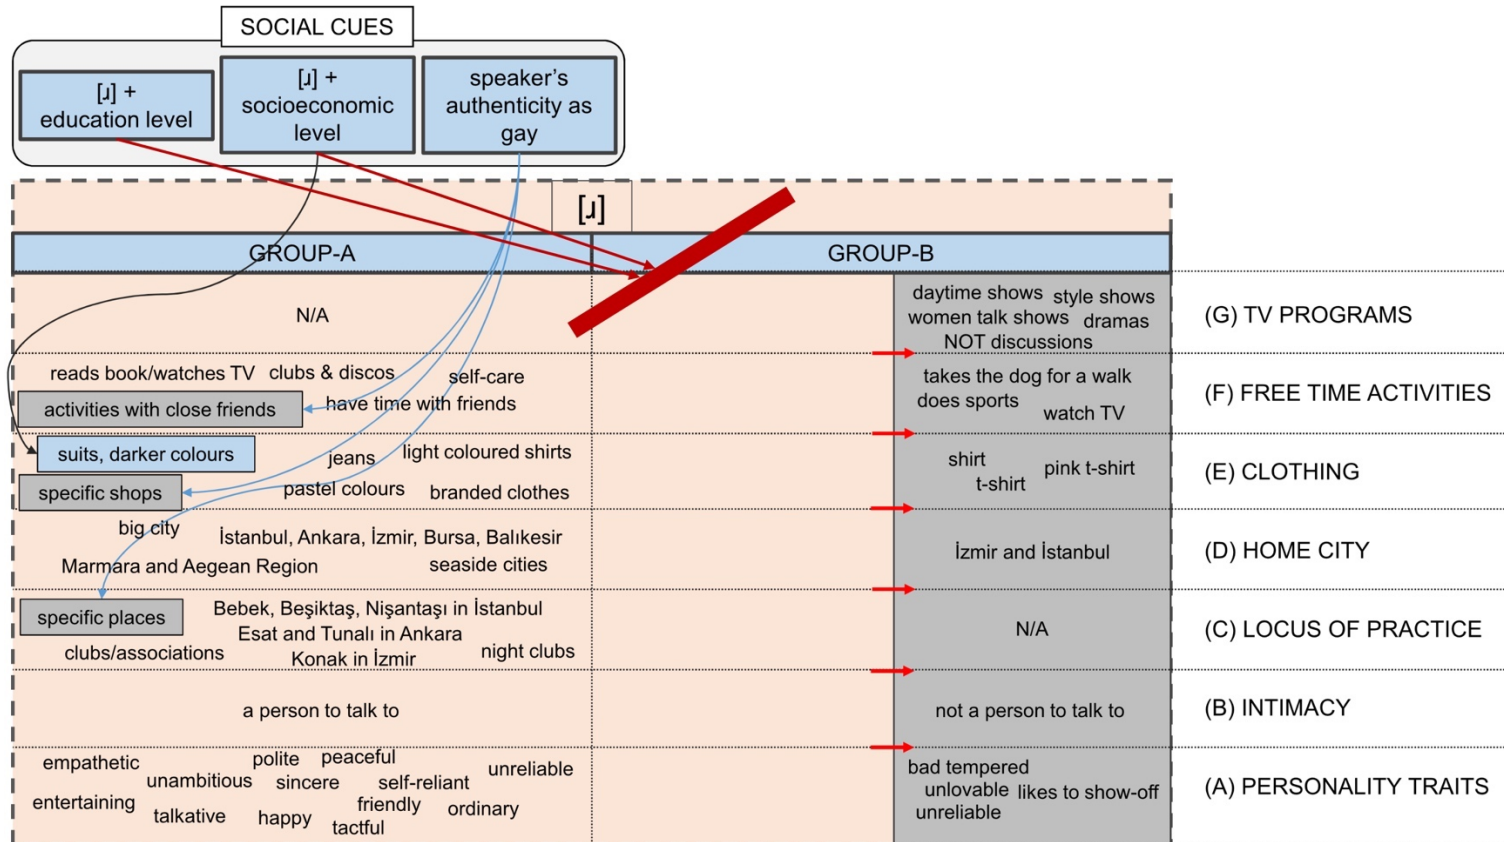 SOCIAL CUES
[ɹ] +
education level
[ɹ] +
socioeconomic
level
speaker's
authenticity as
gay
[ɹ]
GROUP-A
GROUP-B
N/A
daytime shows
style shows
women talk shows
dramas
NOT discussions
(G) TV PROGRAMS
reads book/watches TV
clubs & discos
self-care
activities with close friends
have time with friends
takes the dog for a walk
does sports
watch TV
(F) FREE TIME ACTIVITIES
suits, darker colours
jeans
light coloured shirts
specific shops
pastel colours
branded clothes
shirt
t-shirt
pink t-shirt
(E) CLOTHING
big city
İstanbul, Ankara, İzmir, Bursa, Balıkesir
Marmara and Aegean Region
seaside cities
İzmir and İstanbul
(D) HOME CITY
specific places
Bebek, Beşiktaş, Nişantaşı in İstanbul
Esat and Tunalı in Ankara
clubs/associations
Konak in İzmir
night clubs
N/A
(C) LOCUS OF PRACTICE
a person to talk to
not a person to talk to
(B) INTIMACY
empathetic
polite
peaceful
unambitious
sincere
self-reliant
unreliable
entertaining
talkative
happy
friendly
tactful
ordinary
bad tempered
unlovable
likes to show-off
unreliable
(A) PERSONALITY TRAITS